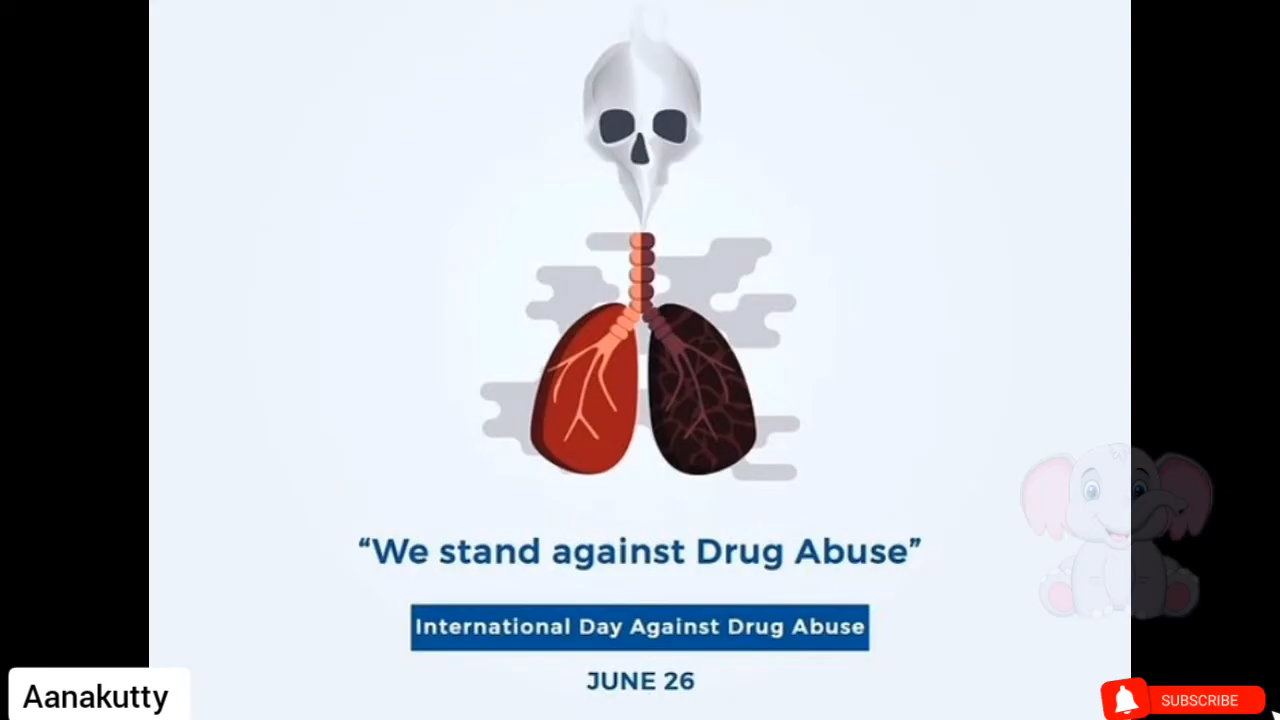 “We stand against Drug Abuse”
International Day Against Drug Abuse
JUNE 26
Aanakutty
SUBSCRIBE